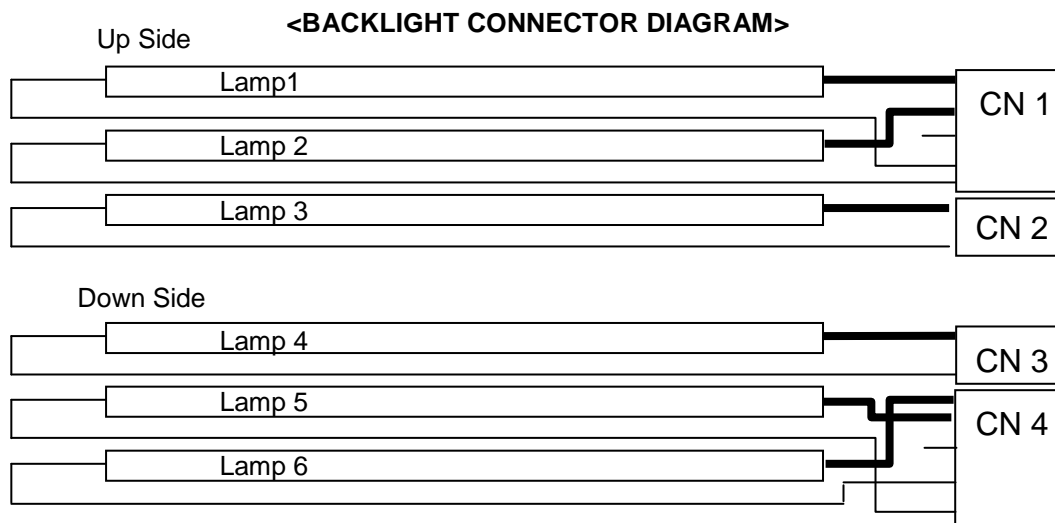 <BACKLIGHT CONNECTOR DIAGRAM>
Up Side
Lamp1
CN 1
Lamp 2
Lamp 3
CN 2
Down Side
Lamp 4
CN 3
Lamp 5
CN 4
Lamp 6